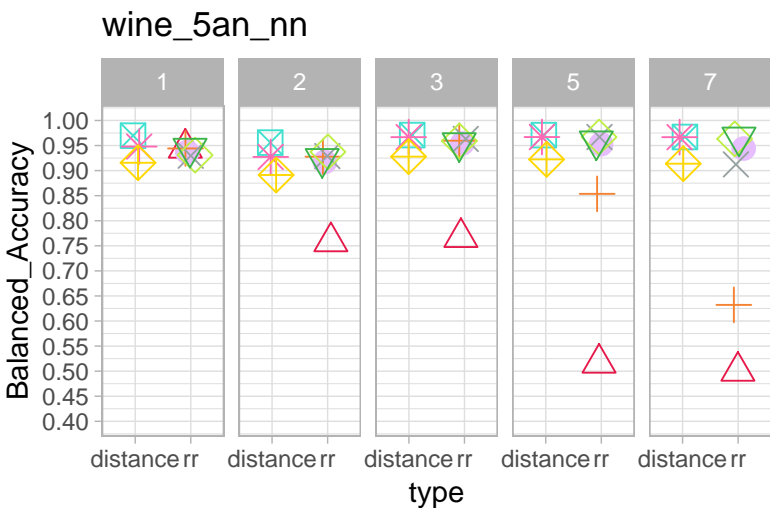 wine_5an_nn
1 2 3 5 7
Balanced_Accuracy
1.00
0.95
0.90
0.85
0.80
0.75
0.70
0.65
0.60
0.55
0.50
0.45
0.40
distance rr distance rr distance rr distance rr distance rr
type